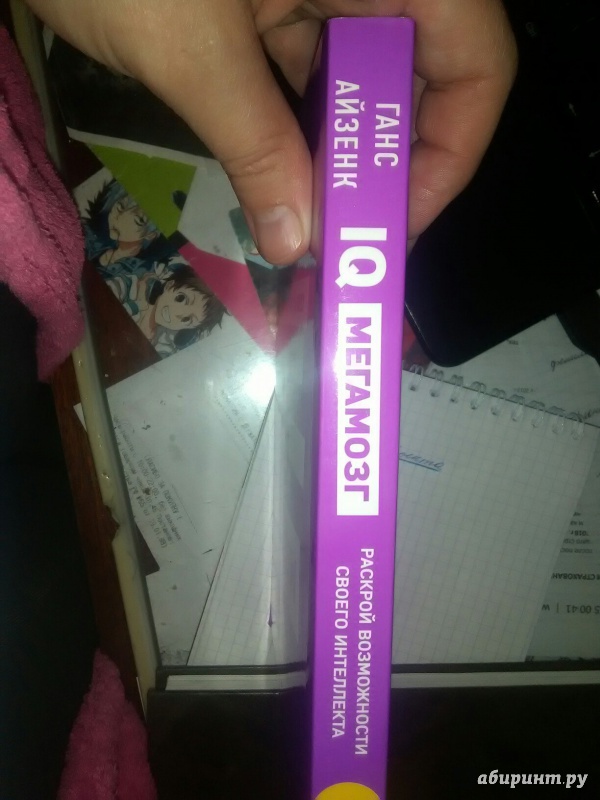 ГАНС
АЙЗЕНК
IQ
МЕГАМОЗГ
РАСКРОЙ ВОЗМОЖНОСТИ
СВОЕГО ИНТЕЛЛЕКТА
абиринт.ру